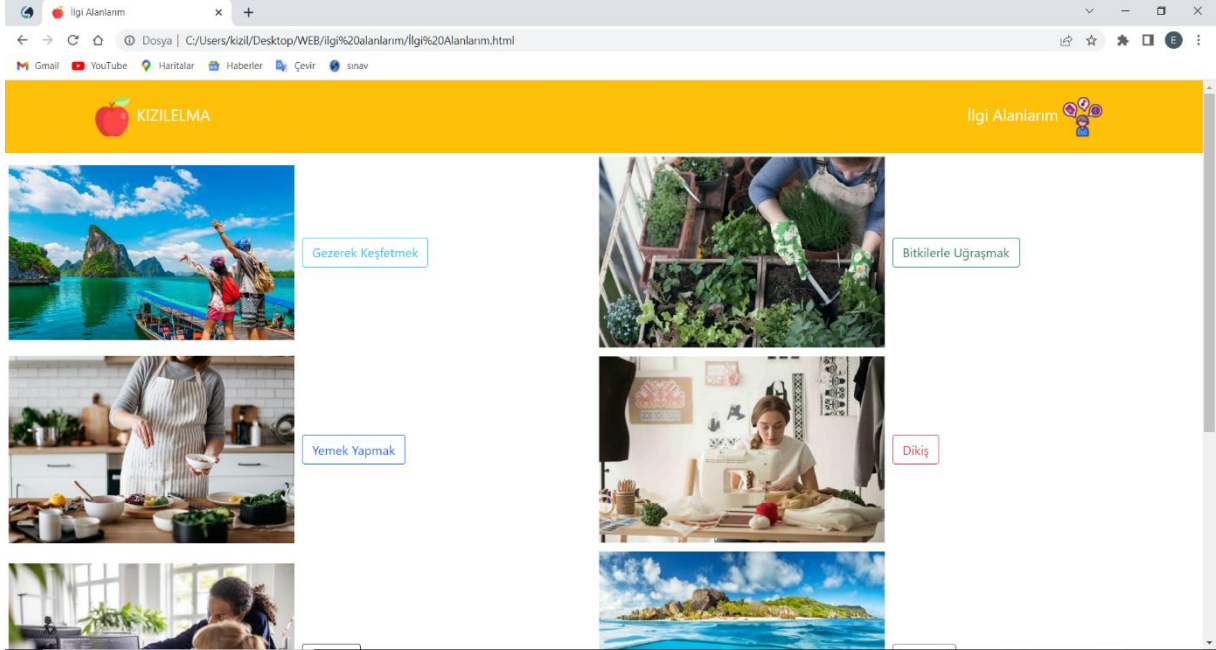 İlgi Alanlarım
Dosya | C:/Users/kizil/Desktop/WEB/ilgi%20alanlarım/İlgi%20Alanlarım.html
E
Gmail YouTube Haritalar Haberler Çevir sınav
KIZILELMA İlgi Alanlarım
Gezerek Keşfetmek Bitkilerle Uğraşmak
Yemek Yapmak Dikiş